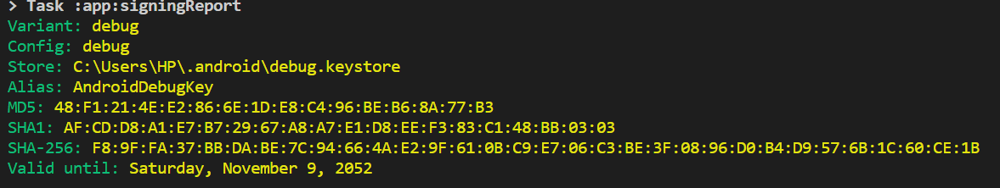 > Task :app:signingReport
Variant: debug
Config: debug
Store: C:\Users\HP\.android\debug.keystore
Alias: AndroidDebugKey
MD5: 48:F1:21:4E:E2:86:6E:1D:E8:C4:96:BE:B6:8A:77:B3
SHA1: AF:CD:D8:A1:E7:B7:29:67:A8:A7:E1:D8:EE:F3:83:C1:48:BB:03:03
SHA-256: F8:9F:FA:37:BB:DA:BE:7C:94:66:4A:E2:9F:61:0B:C9:E7:06:C3:BE:3F:08:96:D0:B4:D9:57:6B:1C:60:CE:1B
Valid until: Saturday, November 9, 2052